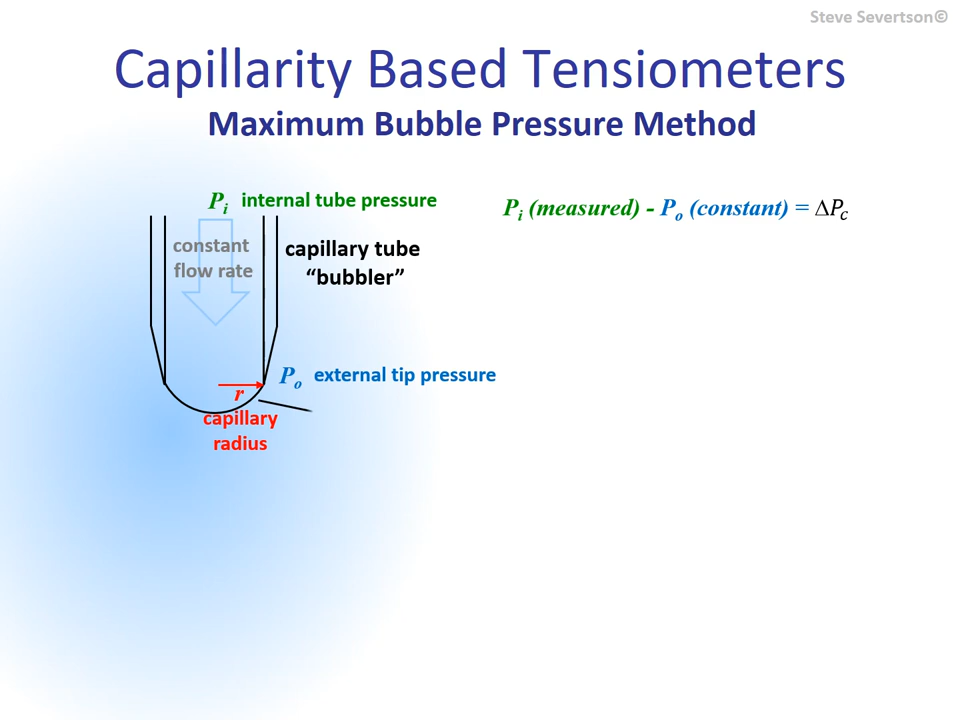 Steve Severtson©
Capillarity Based Tensiometers
Maximum Bubble Pressure Method
Pi internal tube pressure
Pi (measured) - Po (constant) = ΔPc
constant
flow rate
capillary tube
“bubbler”
Po external tip pressure
r
capillary
radius